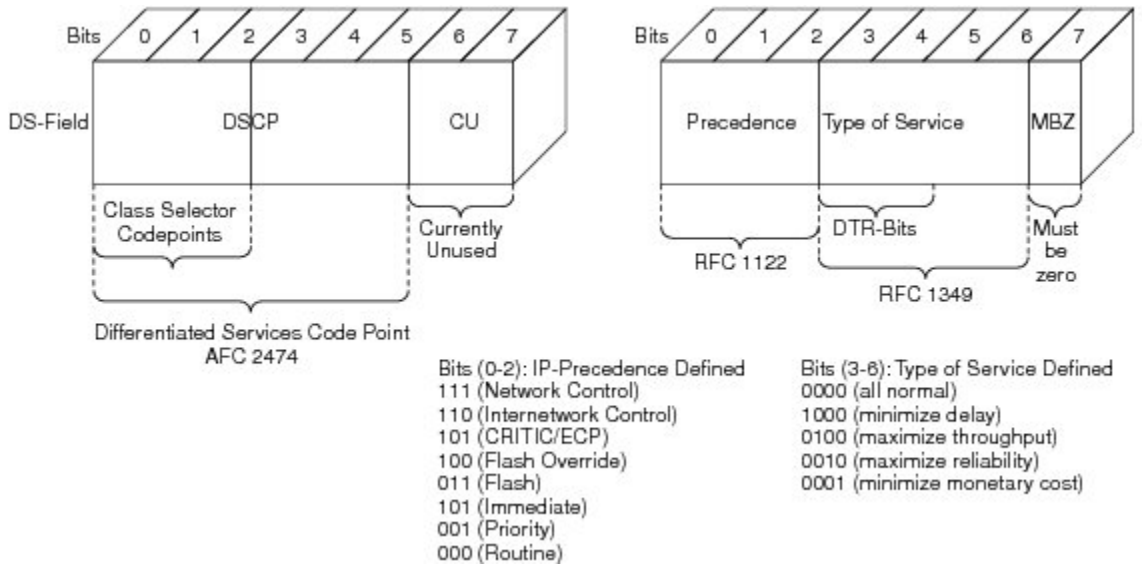 Bits 0 1 2 3 4 5 6 7
DS-Field DSCP CU
Class Selector
Codepoints
Currently
Unused
Differentiated Services Code Point
AFC 2474
Bits 0 1 2 3 4 5 6 7
Precedence Type of Service MBZ
DTR-Bits
Must
be
zero
RFC 1122
RFC 1349
Bits (0-2): IP-Precedence Defined
111 (Network Control)
110 (Internetwork Control)
101 (CRITIC/ECP)
100 (Flash Override)
011 (Flash)
101 (Immediate)
001 (Priority)
000 (Routine)
Bits (3-6): Type of Service Defined
0000 (all normal)
1000 (minimize delay)
0100 (maximize throughput)
0010 (maximize reliability)
0001 (minimize monetary cost)